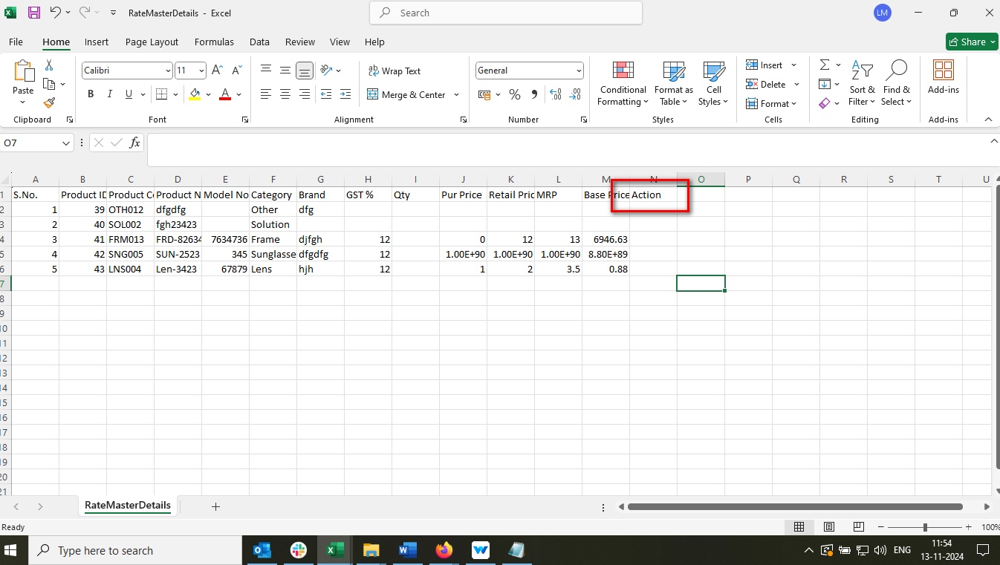 RateMasterDetails - Excel
Search
LM
File Home Insert Page Layout Formulas Data Review View Help
Share
Paste
Clipboard
Calibri 11
B I U
Font
Wrap Text
Merge & Center
Alignment
General
Number
Conditional Formatting
Format as Table
Cell Styles
Styles
Insert
Delete
Format
Cells
Sort & Filter
Find & Select
Editing
Add-ins
Add-ins
O7
fx
A B C D E F G H I J K L M N O P Q R S T U
1 S.No. Product ID Product Co Product N Model No Category Brand GST % Qty Pur Price Retail Pric MRP Base Price Action
2 1 39 OTH012 dfgdfg Other dfg
3 2 40 SOL002 fgh23423 Solution
4 3 41 FRM013 FRD-82634 7634736 Frame djfgh 12 0 12 13 6946.63
5 4 42 SNG005 SUN-2523 345 Sunglasse dfgdfg 12 1.00E+90 1.00E+90 1.00E+90 8.80E+89
6 5 43 LNS004 Len-3423 67879 Lens hjh 12 1 2 3.5 0.88
7
8
9
10
11
12
13
14
15
16
17
18
19
20
21
RateMasterDetails
Ready
100%
Type here to search
ENG
11:54
13-11-2024